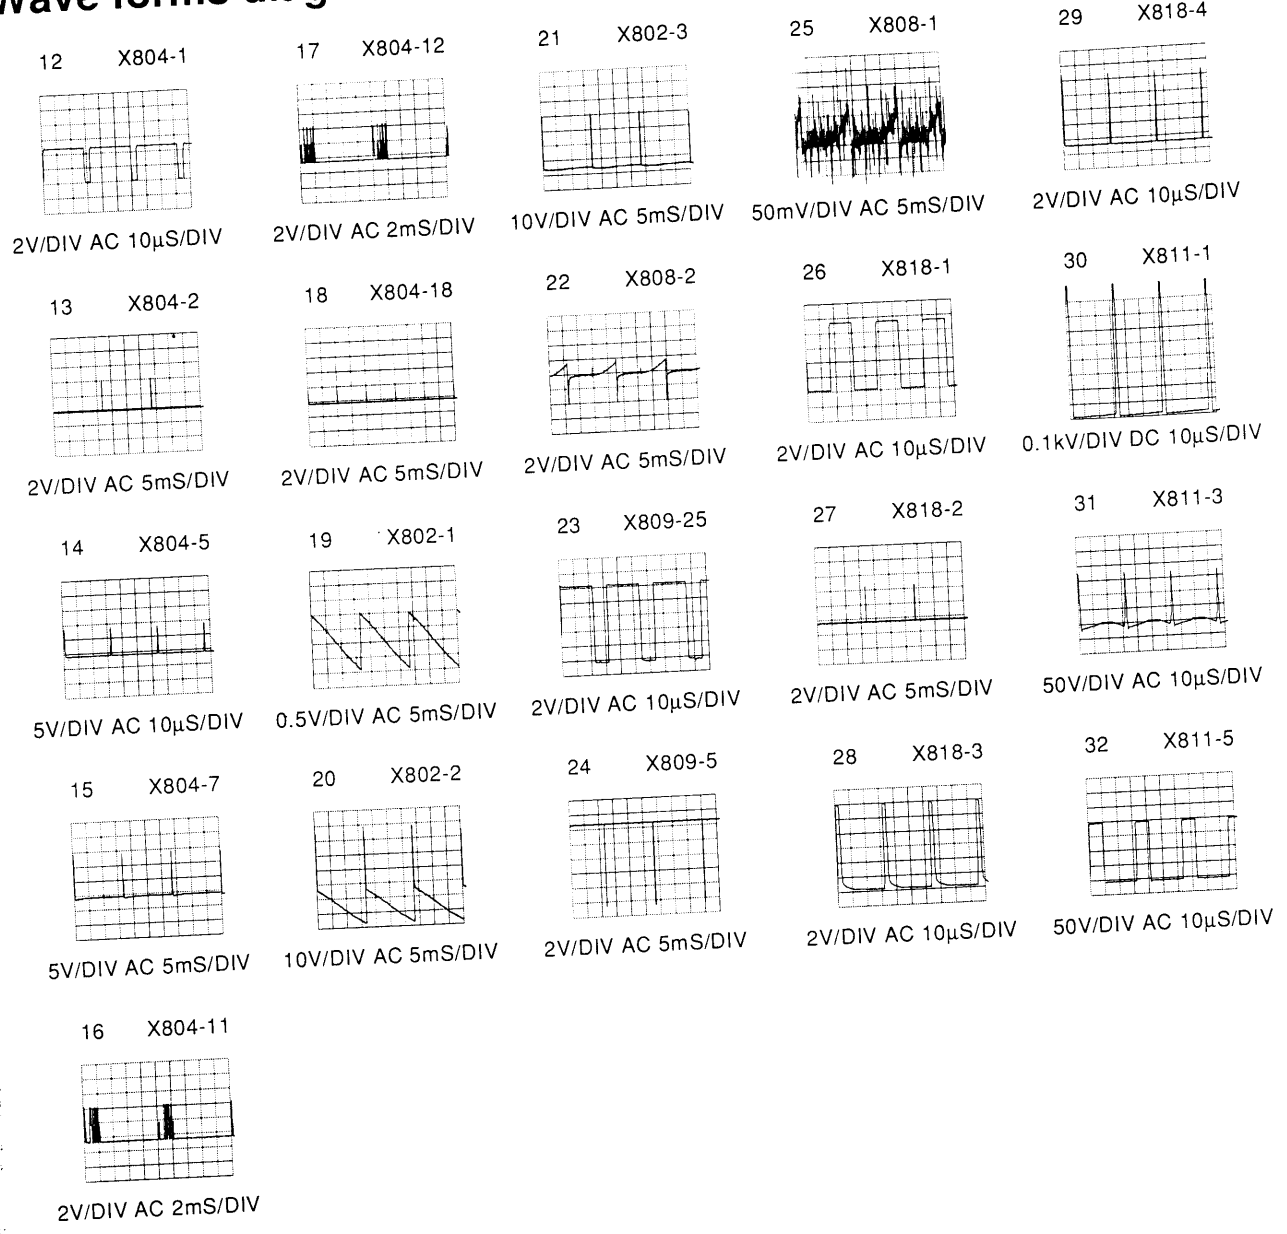 Wave forms
12 X804-1
2V/DIV AC 10µS/DIV
13 X804-2
2V/DIV AC 5mS/DIV
14 X804-5
5V/DIV AC 10µS/DIV
15 X804-7
5V/DIV AC 5mS/DIV
16 X804-11
2V/DIV AC 2mS/DIV
17 X804-12
2V/DIV AC 2mS/DIV
18 X804-18
2V/DIV AC 5mS/DIV
19 X802-1
0.5V/DIV AC 5mS/DIV
20 X802-2
10V/DIV AC 5mS/DIV
21 X802-3
10V/DIV AC 5mS/DIV
22 X808-2
2V/DIV AC 5mS/DIV
23 X809-25
2V/DIV AC 10µS/DIV
24 X809-5
2V/DIV AC 5mS/DIV
25 X808-1
50mV/DIV AC 5mS/DIV
26 X818-1
2V/DIV AC 10µS/DIV
27 X818-2
2V/DIV AC 5mS/DIV
28 X818-3
2V/DIV AC 10µS/DIV
29 X818-4
2V/DIV AC 10µS/DIV
30 X811-1
0.1kV/DIV DC 10µS/DIV
31 X811-3
50V/DIV AC 10µS/DIV
32 X811-5
50V/DIV AC 10µS/DIV